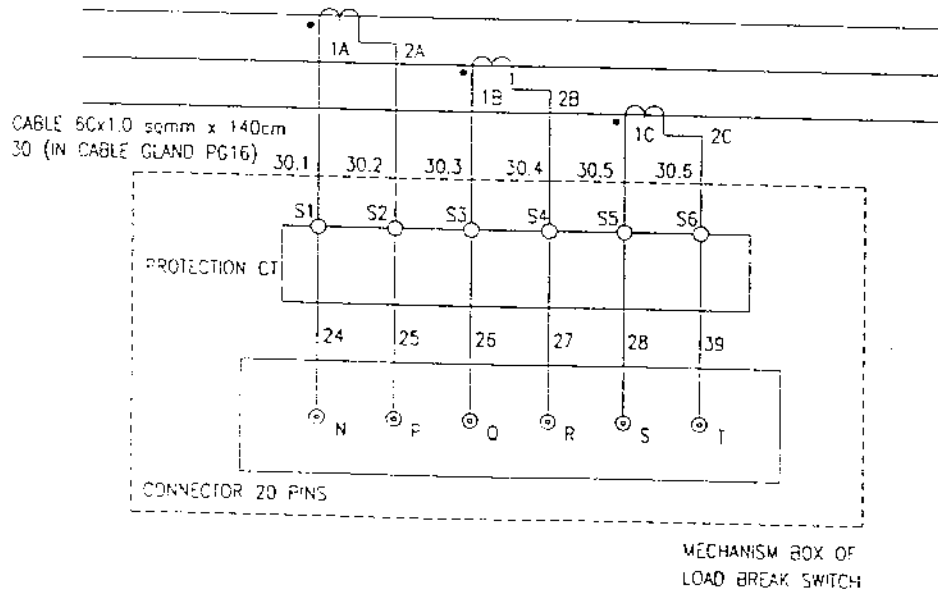 1A
2A
1
1B
2B
1C
2C
CABLE 6Cx1.0 sqmm x 140cm
30 (IN CABLE GLAND PG16)
30.1
30.2
30.3
30.4
30.5
30.6
S1
S2
S3
S4
S5
S6
PROTECTION CT
24
25
26
27
28
39
N
P
Q
R
S
T
CONNECTOR 20 PINS
MECHANISM BOX OF
LOAD BREAK SWITCH